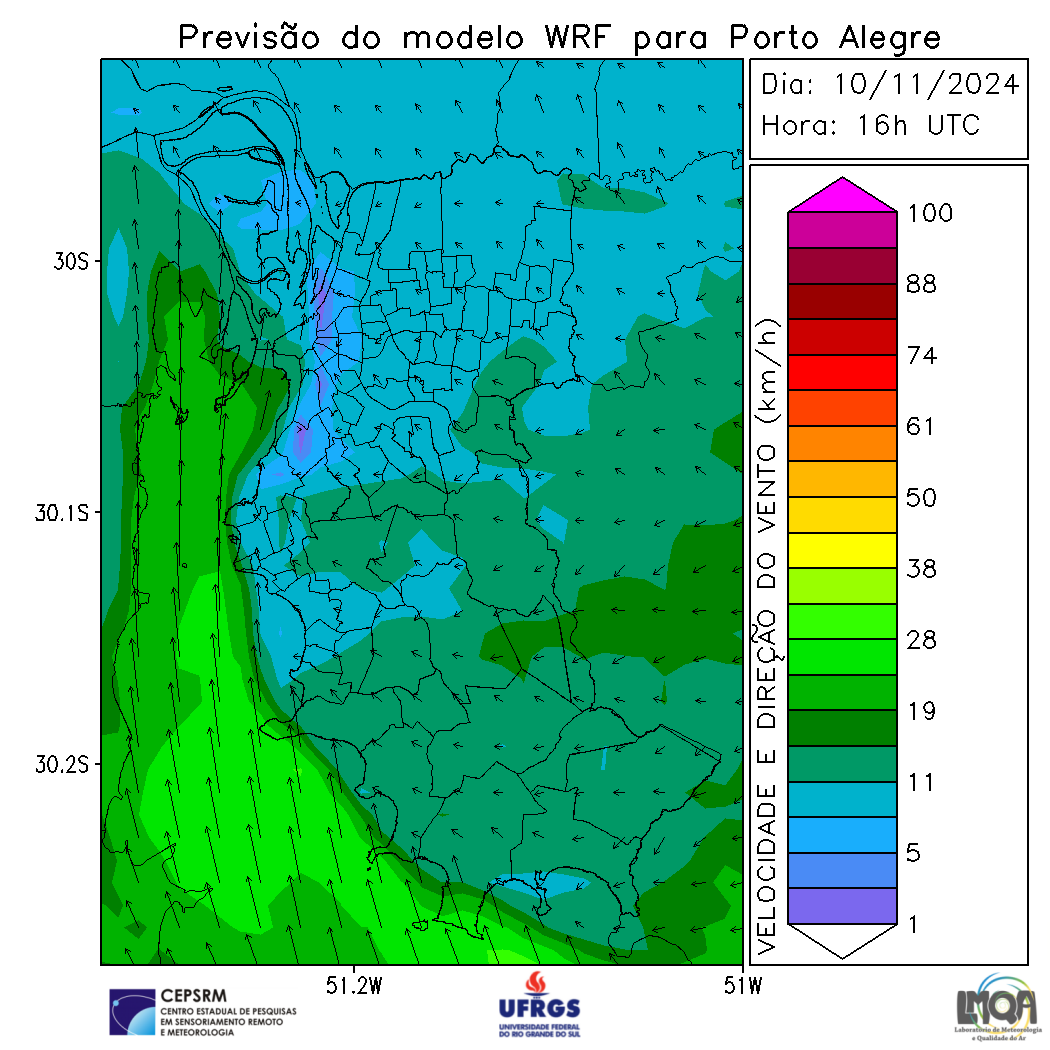 Previsão do modelo WRF para Porto Alegre
Dia: 10/11/2024
Hora: 16h UTC
30S
30.1S
30.2S
51.2W
51W
VELOCIDADE E DIREÇÃO DO VENTO (km/h)
100
88
74
61
50
38
28
19
11
5
1
CEPSRM
CENTRO ESTADUAL DE PESQUISAS
EM SENSORIAMENTO REMOTO
E METEOROLOGIA
UFRGS
UNIVERSIDADE FEDERAL
DO RIO GRANDE DO SUL
LMQA
Laboratório de Meteorologia
e Qualidade do Ar